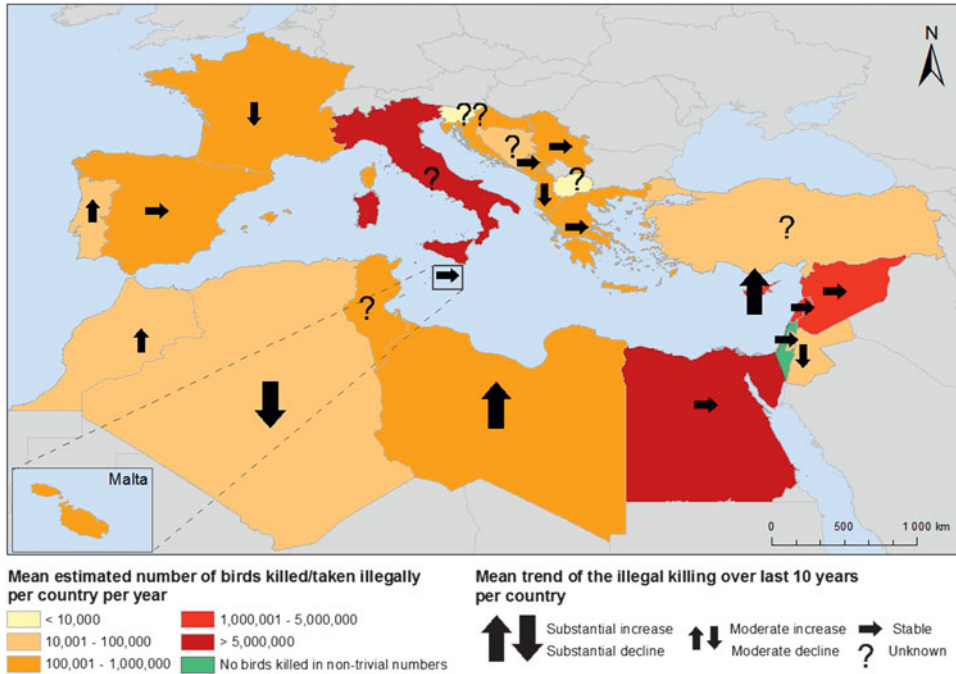 N
??
?
?
?
?
?
?
Malta
0 500 1 000 km
Mean estimated number of birds killed/taken illegally
per country per year
< 10,000
10,001 - 100,000
100,001 - 1,000,000
1,000,001 - 5,000,000
> 5,000,000
No birds killed in non-trivial numbers
Mean trend of the illegal killing over last 10 years
per country
Substantial increase
Substantial decline
Moderate increase
Moderate decline
Stable
? Unknown